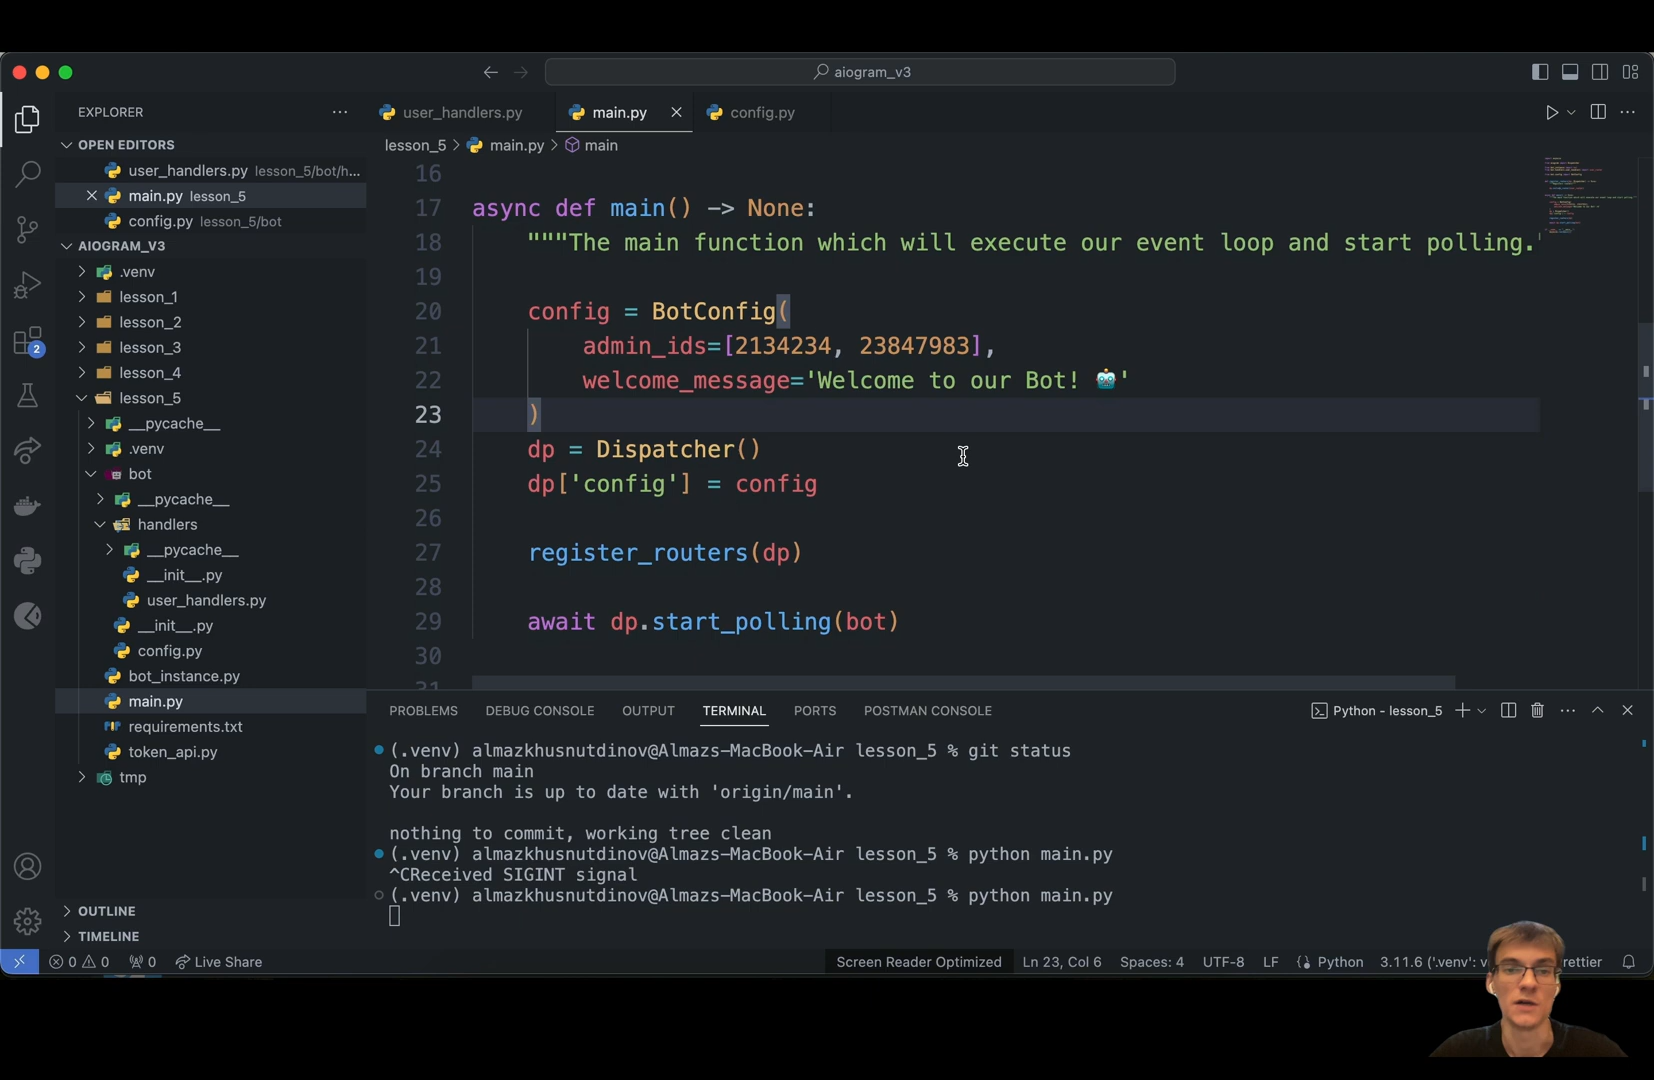 aiogram_v3
EXPLORER
user_handlers.py
main.py
config.py
OPEN EDITORS
lesson_5 > main.py > main
user_handlers.py lesson_5/bot/h...
main.py lesson_5
config.py lesson_5/bot
AIOGRAM_V3
.venv
lesson_1
lesson_2
lesson_3
lesson_4
lesson_5
__pycache__
.venv
bot
__pycache__
handlers
__pycache__
__init__.py
user_handlers.py
__init__.py
config.py
bot_instance.py
main.py
requirements.txt
token_api.py
tmp
OUTLINE
TIMELINE
2
16
17 async def main() -> None:
18 """The main function which will execute our event loop and start polling.
19
20 config = BotConfig(
21 admin_ids=[2134234, 23847983],
22 welcome_message='Welcome to our Bot! 🤖'
23 )
24 dp = Dispatcher()
25 dp['config'] = config
26
27 register_routers(dp)
28
29 await dp.start_polling(bot)
30
31
PROBLEMS DEBUG CONSOLE OUTPUT TERMINAL PORTS POSTMAN CONSOLE
Python - lesson_5
(.venv) almazkhusnutdinov@Almazs-MacBook-Air lesson_5 % git status
On branch main
Your branch is up to date with 'origin/main'.
nothing to commit, working tree clean
(.venv) almazkhusnutdinov@Almazs-MacBook-Air lesson_5 % python main.py
^CReceived SIGINT signal
(.venv) almazkhusnutdinov@Almazs-MacBook-Air lesson_5 % python main.py
0 0 0 Live Share Screen Reader Optimized Ln 23, Col 6 Spaces: 4 UTF-8 LF Python 3.11.6 ('.venv': v rettier